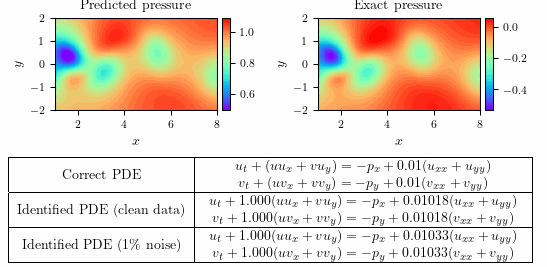 Predicted pressure
Exact pressure
2
1
0
−1
−2
y
2
4
6
8
x
1.0
0.8
0.6
2
1
0
−1
−2
y
2
4
6
8
x
0.0
−0.2
−0.4
Correct PDE
u_t + (uu_x + vu_y) = −p_x + 0.01(u_xx + u_yy)
v_t + (uv_x + vv_y) = −p_y + 0.01(v_xx + v_yy)
Identified PDE (clean data)
u_t + 1.000(uu_x + vu_y) = −p_x + 0.01018(u_xx + u_yy)
v_t + 1.000(uv_x + vv_y) = −p_y + 0.01018(v_xx + v_yy)
Identified PDE (1% noise)
u_t + 1.000(uu_x + vu_y) = −p_x + 0.01033(u_xx + u_yy)
v_t + 1.000(uv_x + vv_y) = −p_y + 0.01033(v_xx + v_yy)